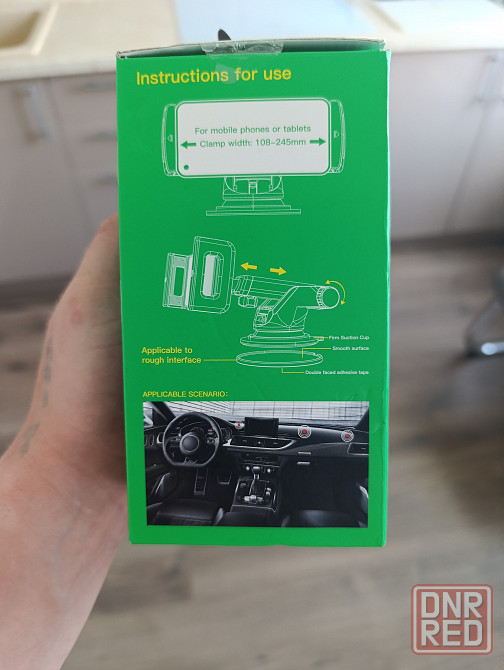 Instructions for use
For mobile phones or tablets
Clamp width: 108-245mm
Firm Suction Cup
Smooth surface
Applicable to
rough interface
Double faced adhesive tape
APPLICABLE SCENARIO:
DNR
RED